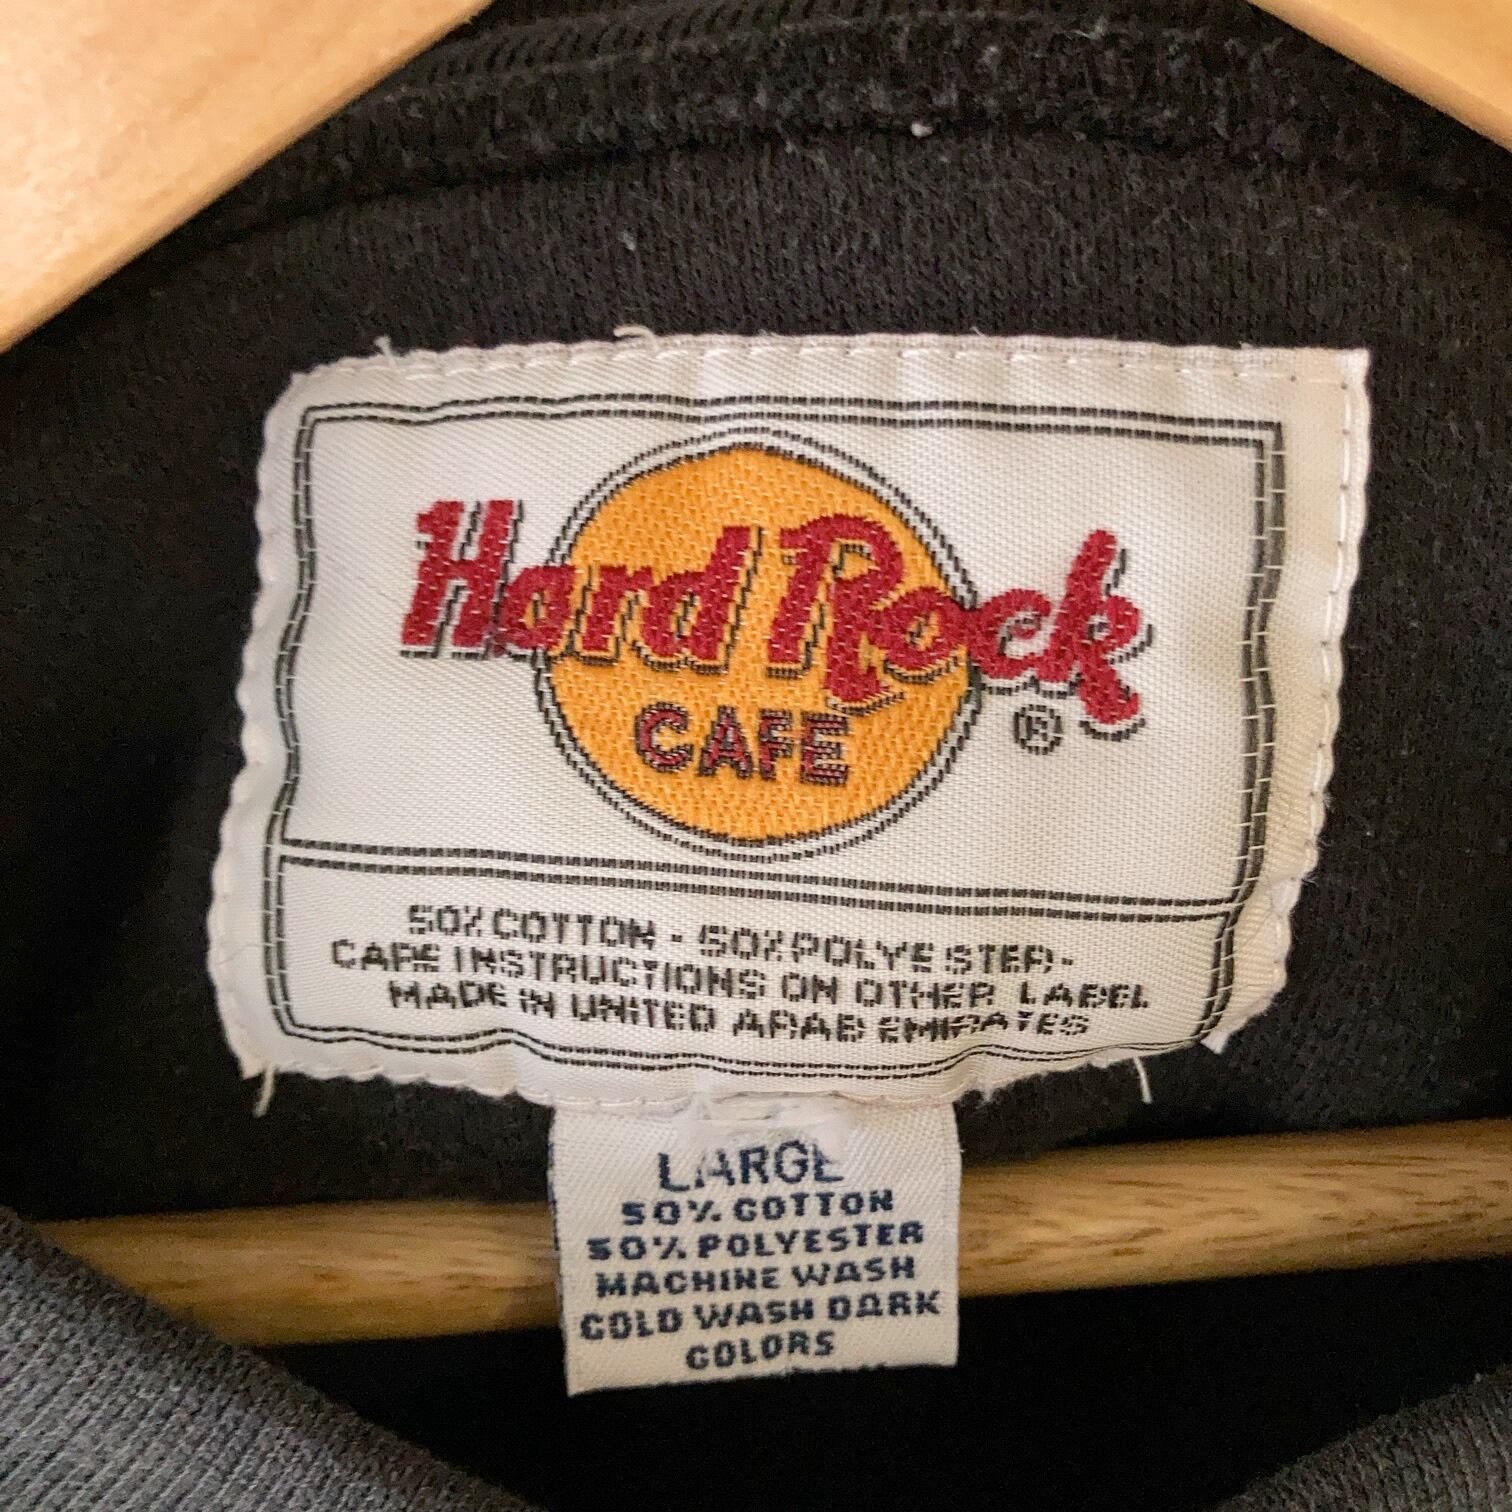 Hard Rock
CAFE
®
50% COTTON - 50% POLYESTER -
CARE INSTRUCTIONS ON OTHER LABEL
MADE IN UNITED ARAB EMIRATES
LARGE
50% COTTON
50% POLYESTER
MACHINE WASH
COLD WASH DARK
COLORS